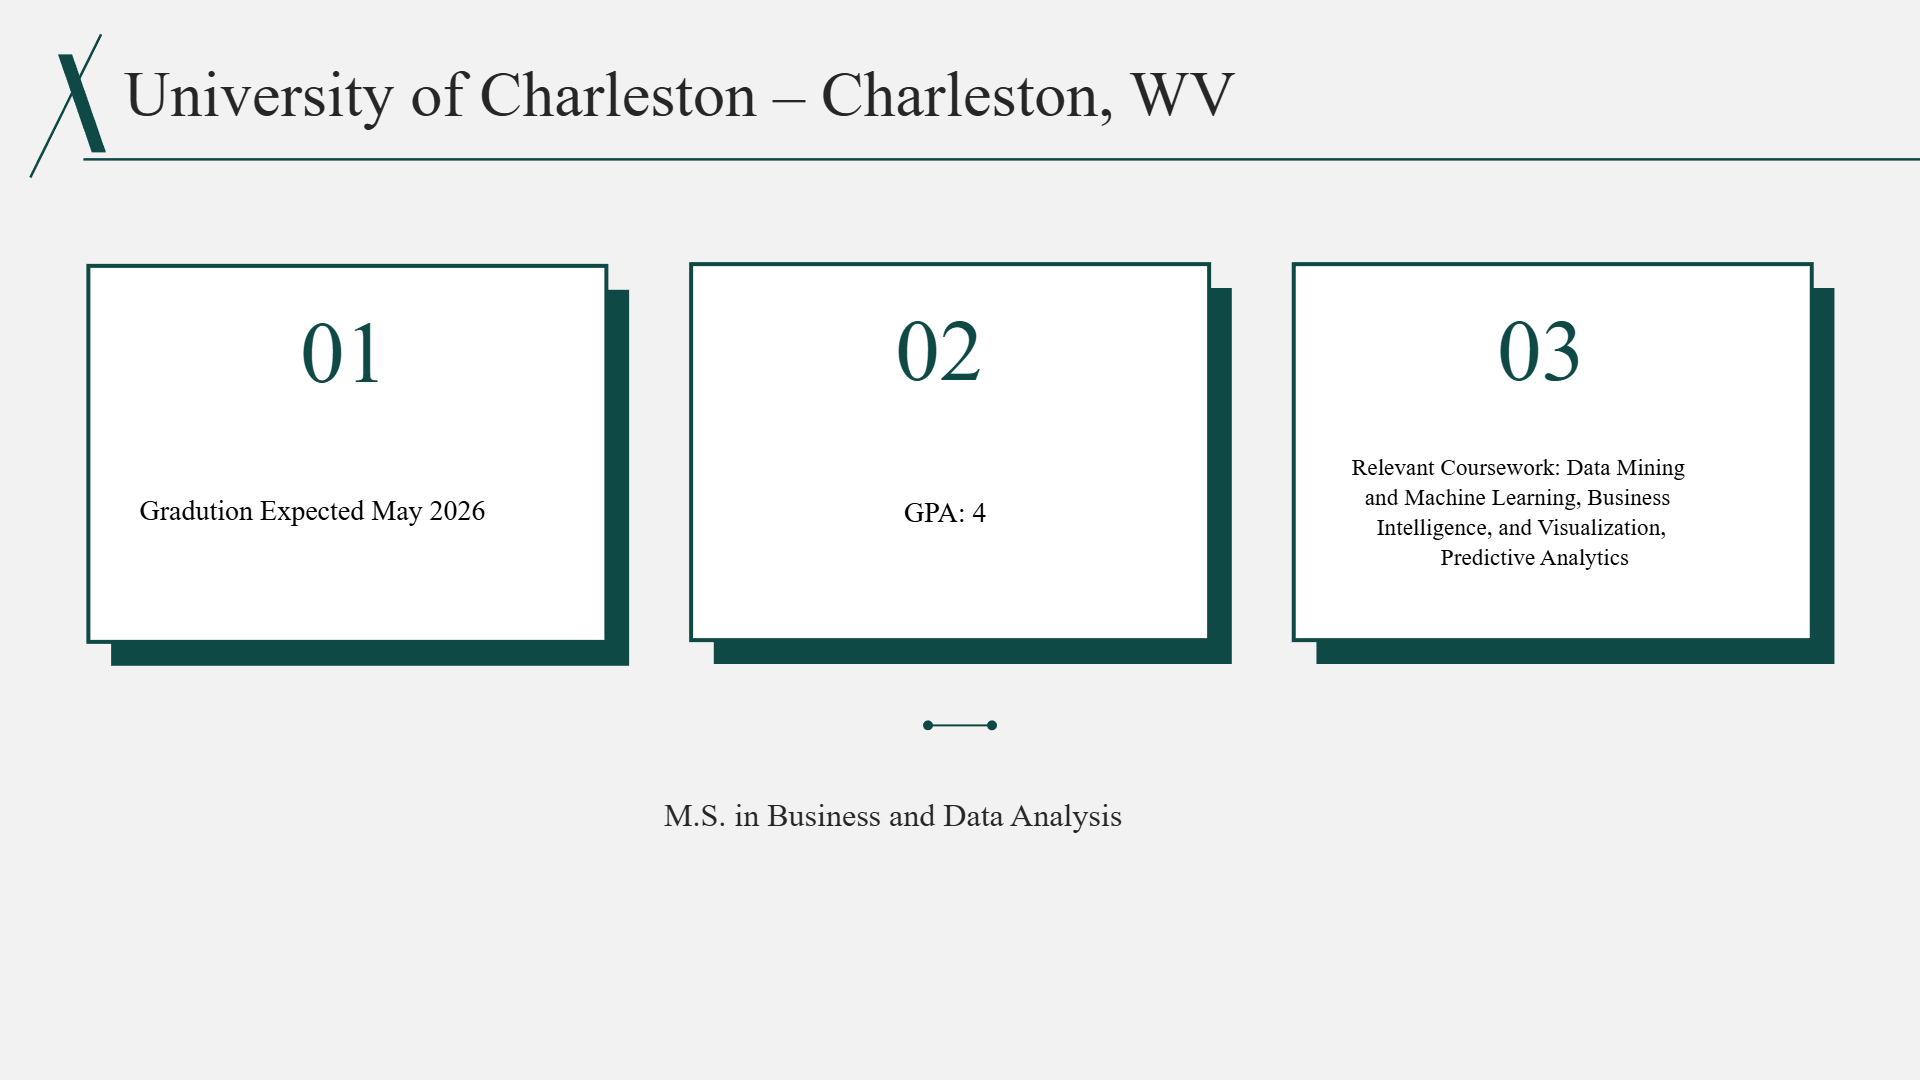 University of Charleston – Charleston, WV
01
Gradution Expected May 2026
02
GPA: 4
03
Relevant Coursework: Data Mining
and Machine Learning, Business
Intelligence, and Visualization,
Predictive Analytics
M.S. in Business and Data Analysis